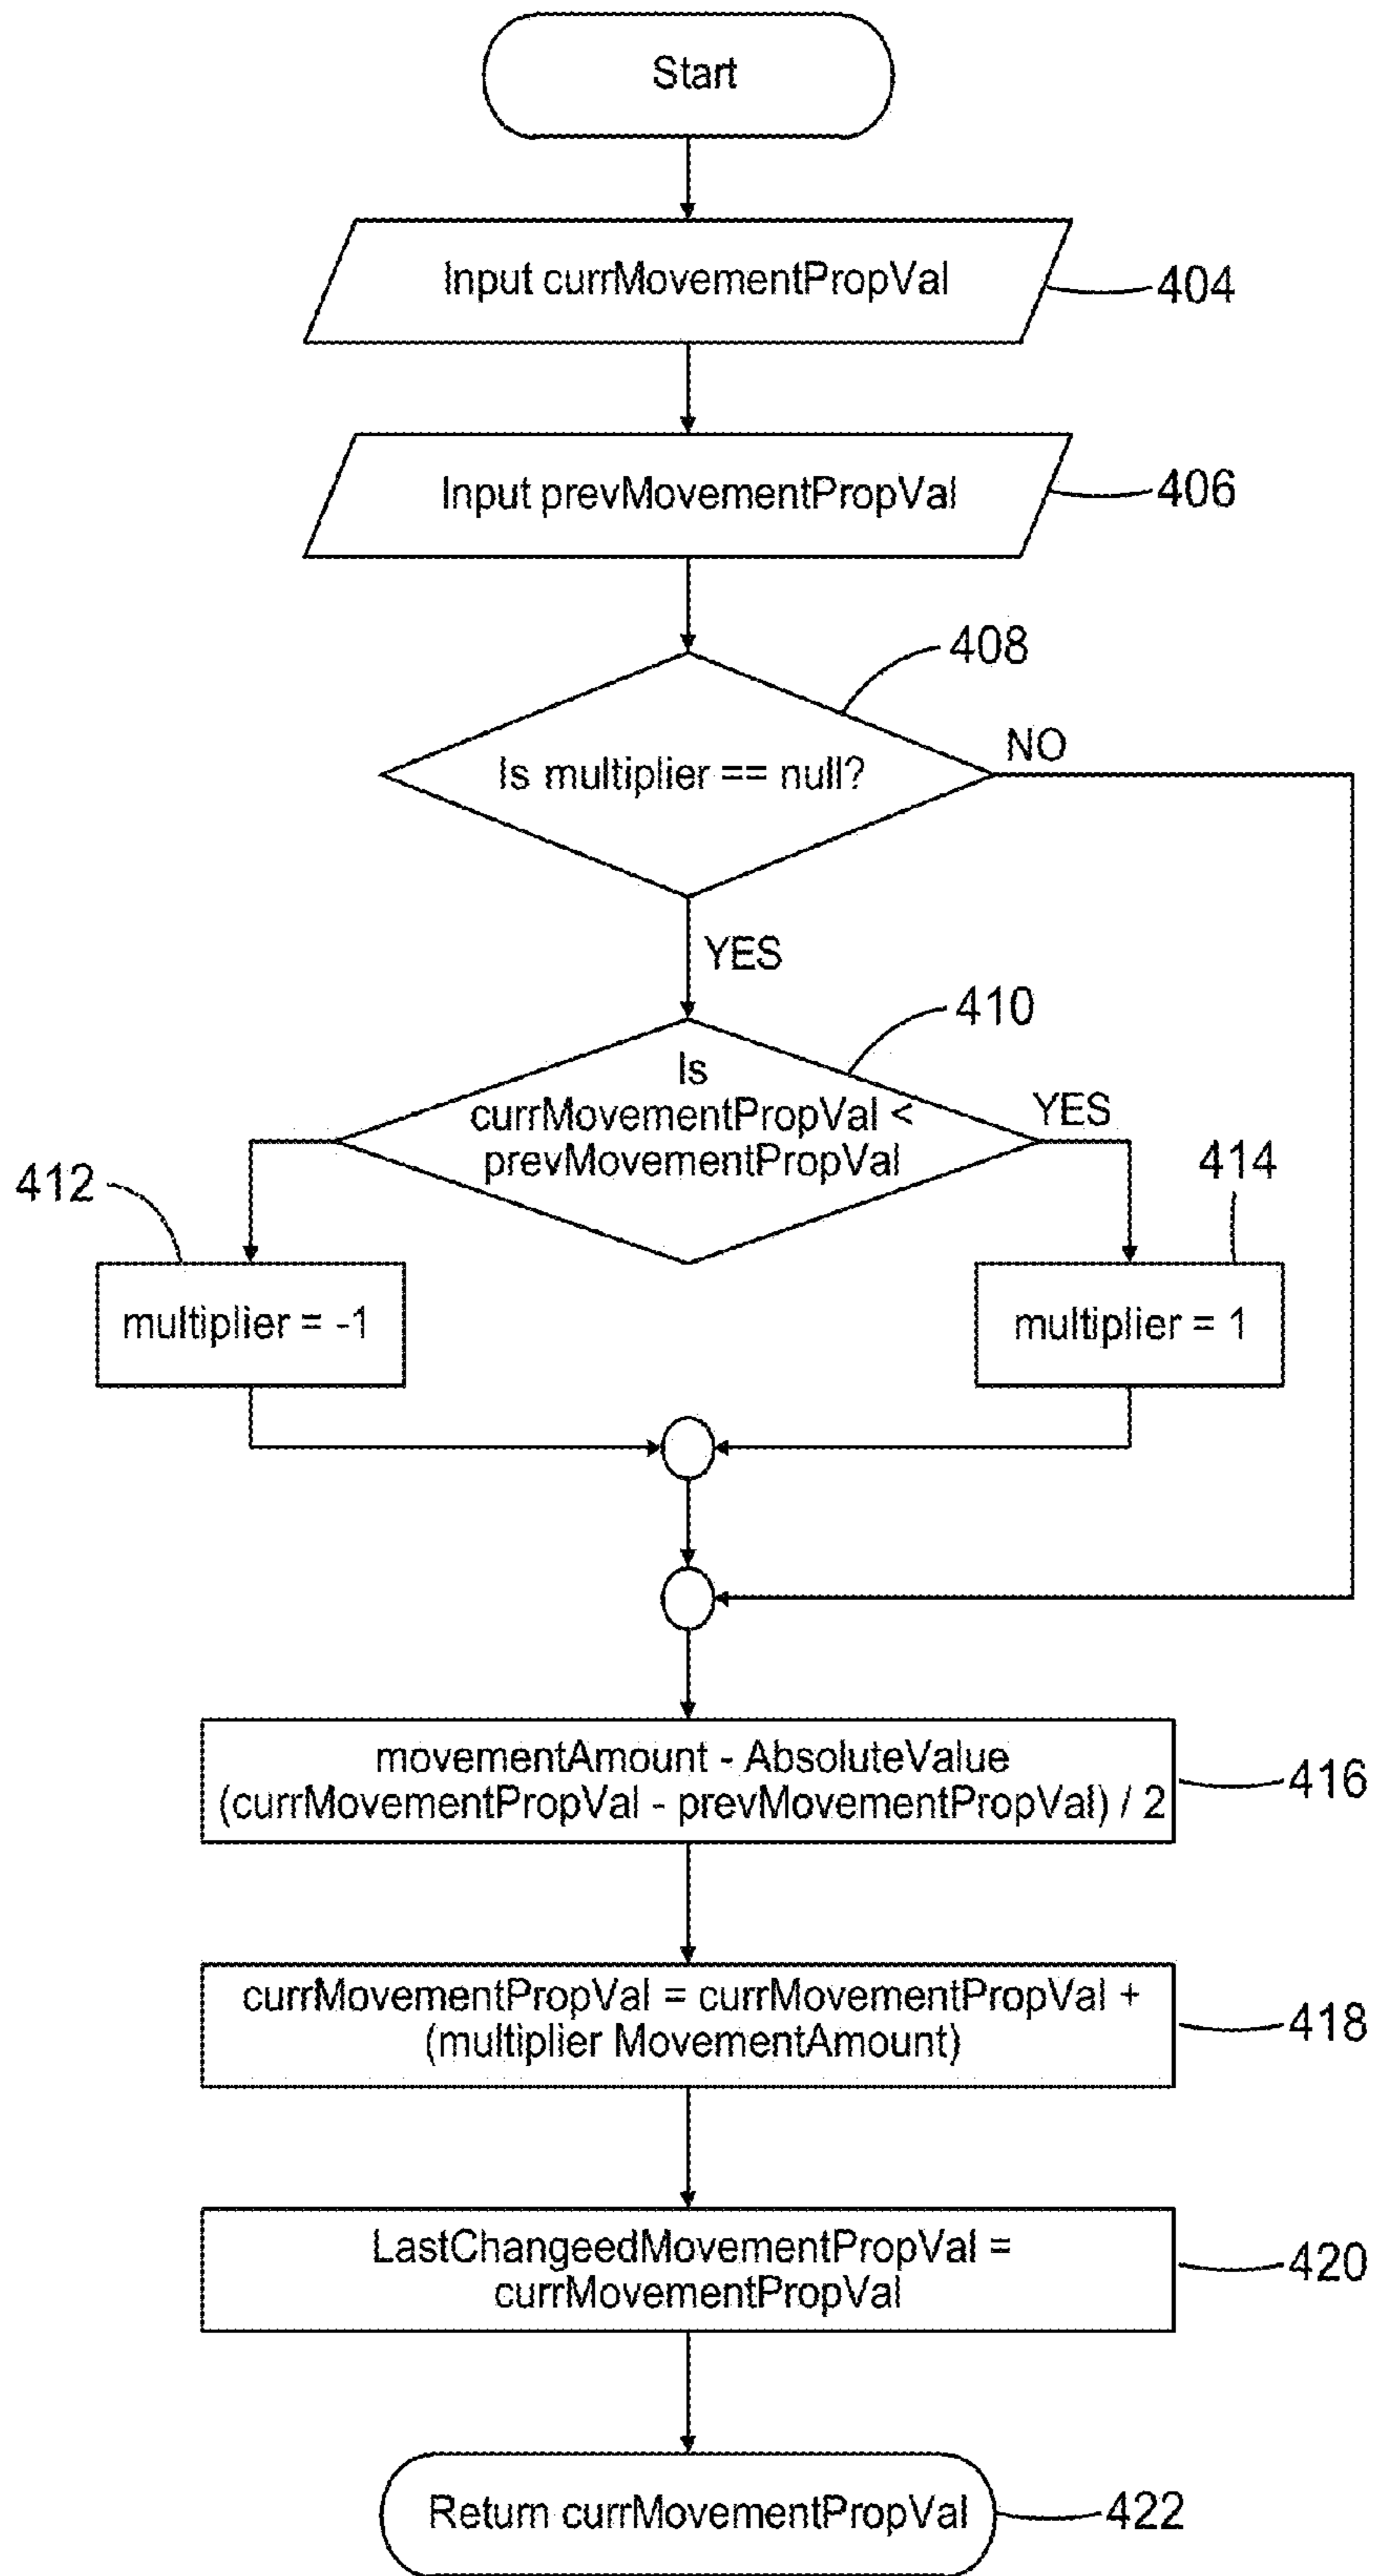 Start
Input currMovementPropVal
404
Input prevMovementPropVal
406
408
Is multiplier == null?
NO
YES
410
Is
currMovementPropVal <
prevMovementPropVal
YES
412
414
multiplier = -1
multiplier = 1
movementAmount - AbsoluteValue
(currMovementPropVal - prevMovementPropVal) / 2
416
currMovementPropVal = currMovementPropVal +
(multiplier MovementAmount)
418
LastChangeedMovementPropVal =
currMovementPropVal
420
Return currMovementPropVal
422